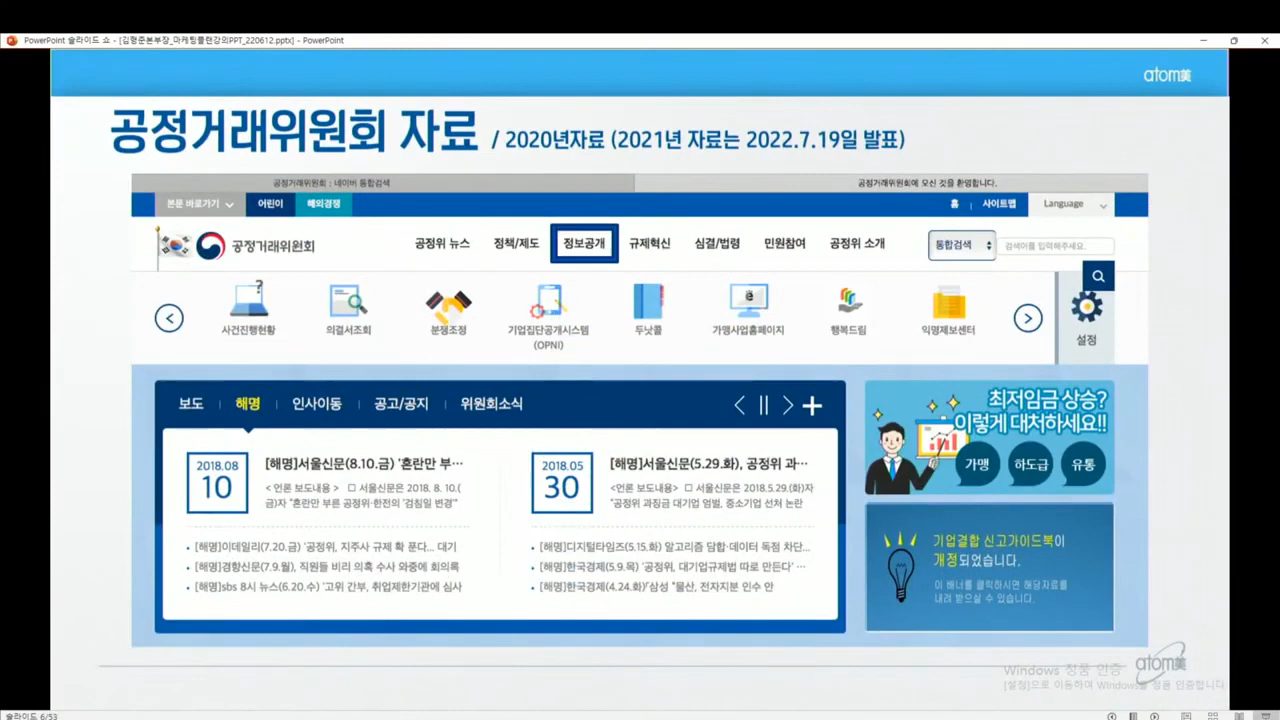 PowerPoint 슬라이드 쇼 - [김형준본부장_마케팅플랜강의PPT_220612.pptx] - PowerPoint
atom美
공정거래위원회 자료 / 2020년자료 (2021년 자료는 2022.7.19일 발표)
공정거래위원회 : 네이버 통합검색
공정거래위원회에 오신 것을 환영합니다.
본문 바로가기
어린이
해외경쟁
홈
사이트맵
Language
공정거래위원회
공정위 뉴스
정책/제도
정보공개
규제혁신
심결/법령
민원참여
공정위 소개
통합검색
검색어를 입력해주세요.
사건진행현황
의결서조회
분쟁조정
기업집단공개시스템
(OPNI)
두낫콜
가맹사업홈페이지
행복드림
익명제보센터
설정
보도
해명
인사이동
공고/공지
위원회소식
2018.08
10
[해명]서울신문(8.10.금) '혼란만 부···
< 언론 보도내용 > □ 서울신문은 2018. 8. 10.(
금)자 "혼란만 부른 공정위·한전의 '검침일 변경'"
[해명]이데일리(7.20.금) '공정위, 지주사 규제 확 푼다... 대기
[해명]경향신문(7.9.월), 직원들 비리 의혹 수사 와중에 회의록
[해명]sbs 8시 뉴스(6.20.수) '고위 간부, 취업제한기관에 심사
2018.05
30
[해명]서울신문(5.29.화), 공정위 과···
<언론 보도내용> □ 서울신문은 2018.5.29.(화)자
"공정위 과징금 대기업 엄벌, 중소기업 선처 논란
[해명]디지털타임즈(5.15.화) 알고리즘 담합·데이터 독점 차단...
[해명]한국경제(5.9.목) '공정위, 대기업규제법 따로 만든다' ···
[해명]한국경제(4.24.화)"삼성 "물산, 전자지분 인수 안
최저임금 상승?
이렇게 대처하세요!!
가맹
하도급
유통
기업결합 신고가이드북이
개정되었습니다.
이 배너를 클릭하시면 해당자료를
내려 받으실 수 있습니다.
atom美
Windows 정품 인증
[설정]으로 이동하여 Windows를 정품 인증합니다.
슬라이드 6/53